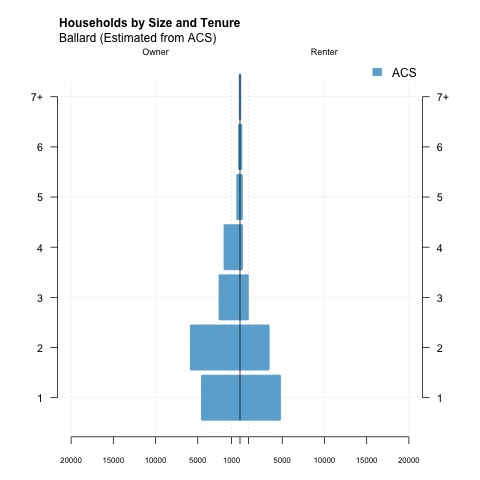 Households by Size and Tenure
Ballard (Estimated from ACS)
Owner Renter
ACS
7+ 7+
6 6
5 5
4 4
3 3
2 2
1 1
20000 15000 10000 5000 1000 5000 10000 15000 20000